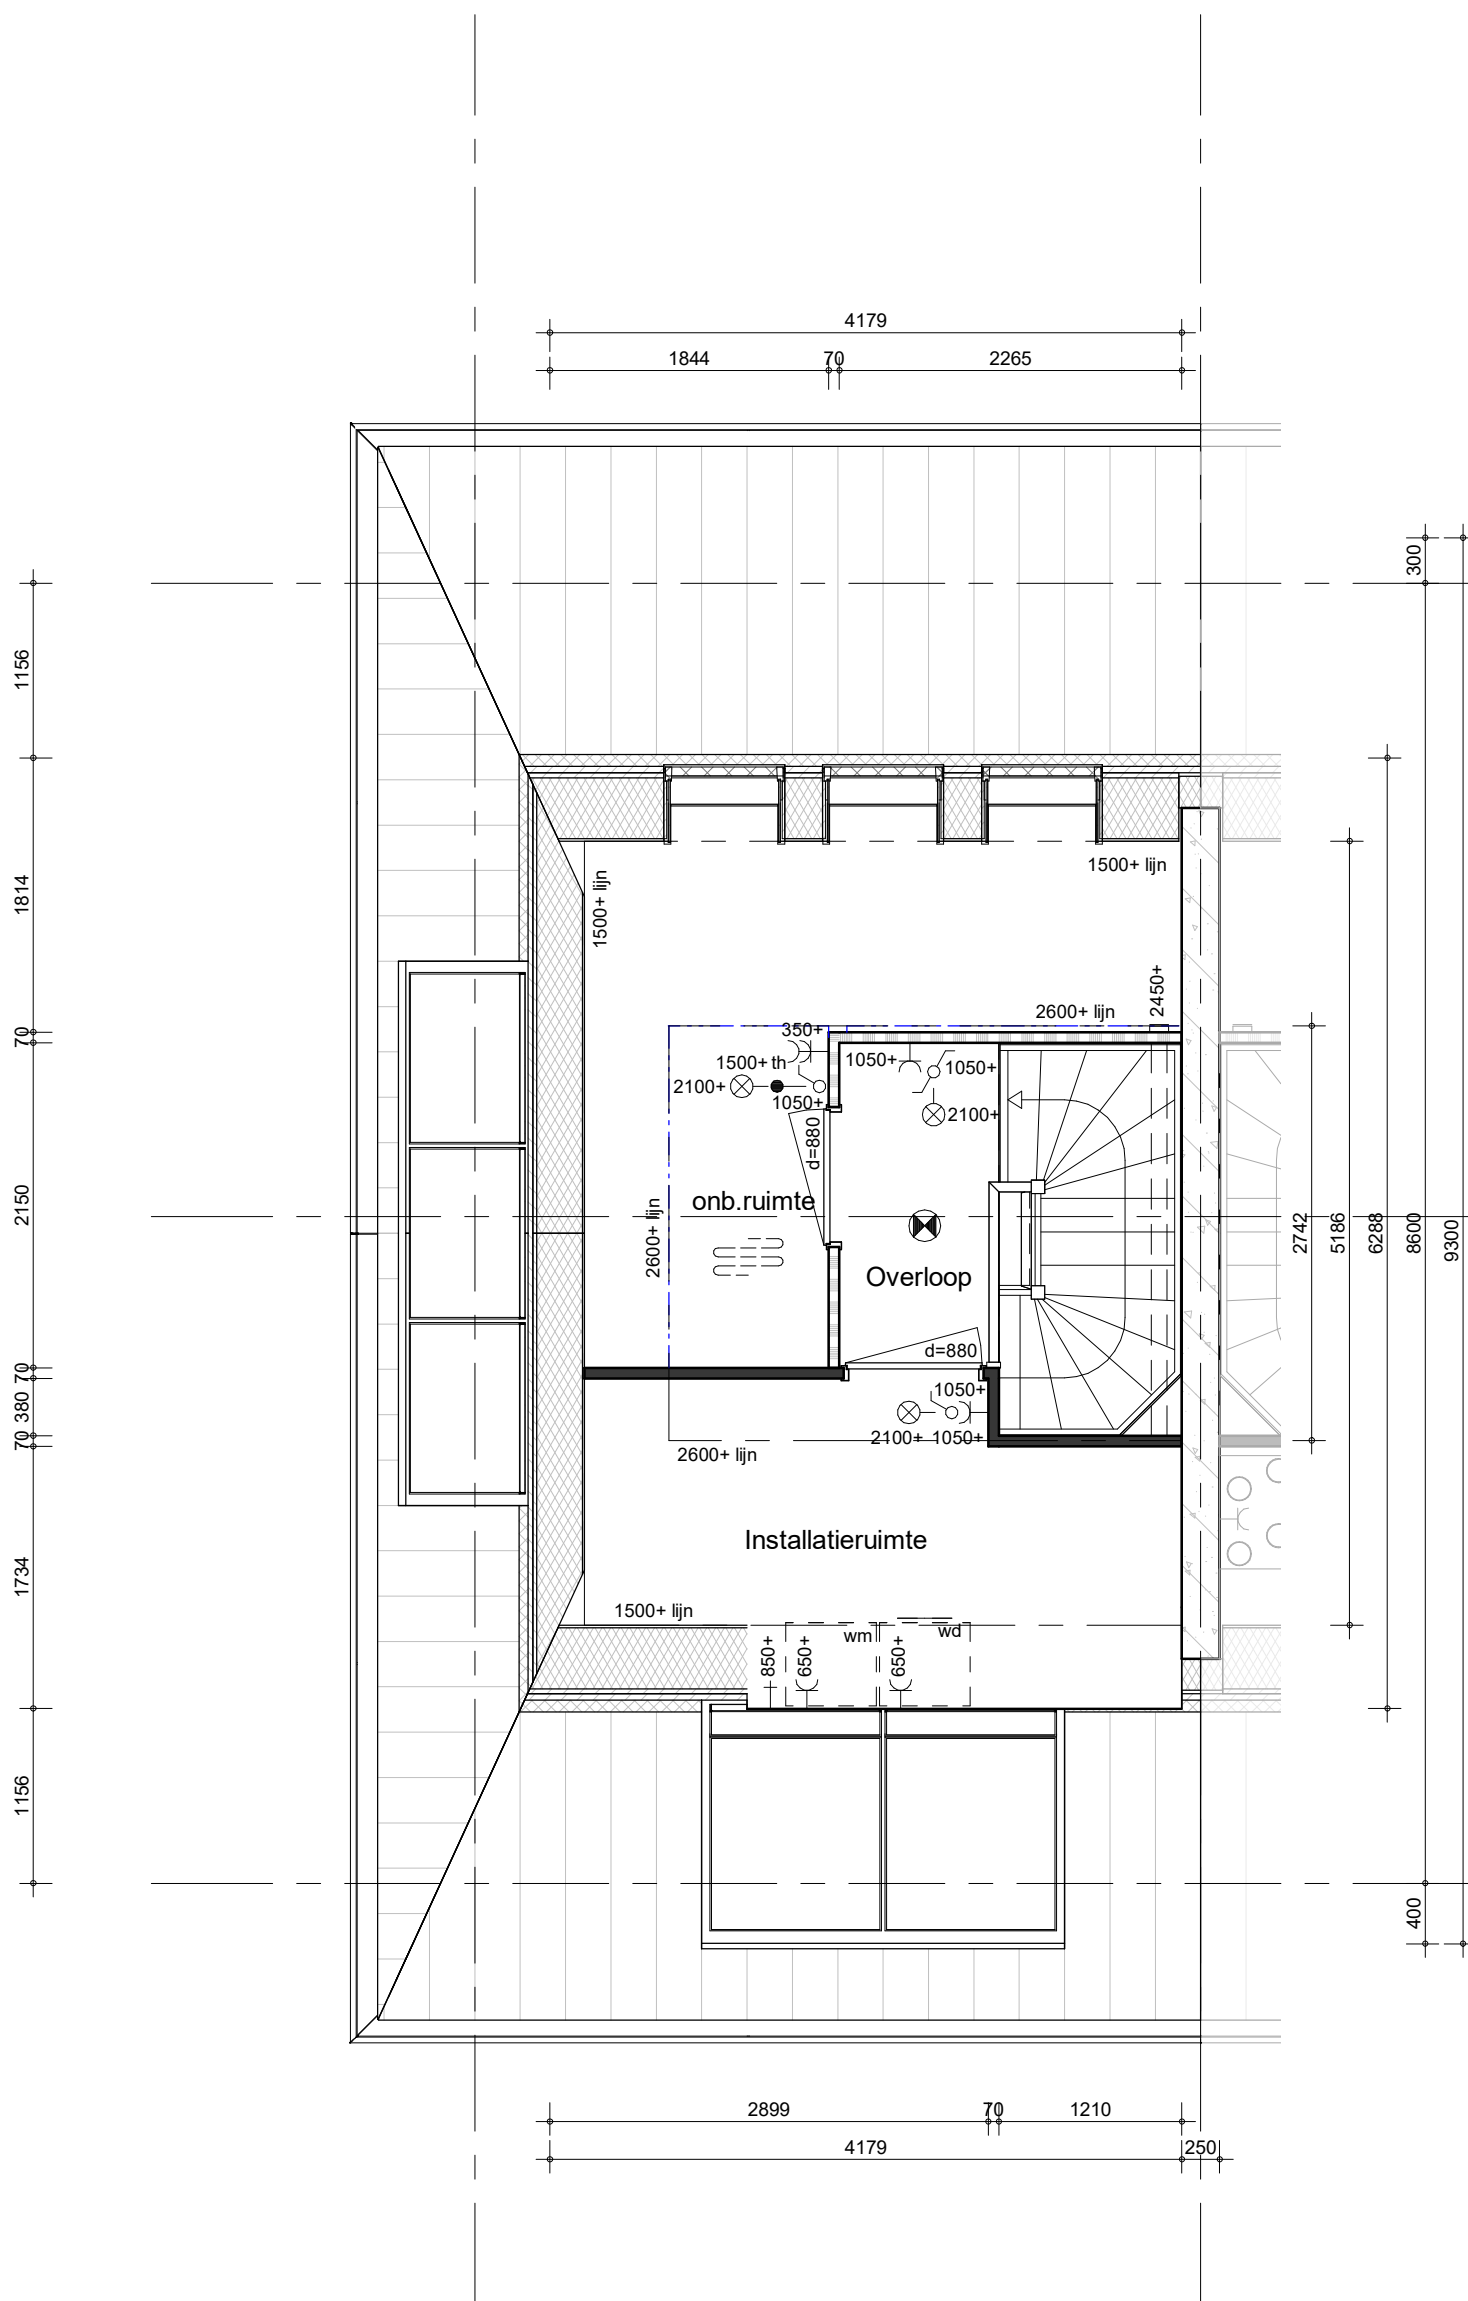 4179
1844
70
2265
300
1156
1814
70
2150
70
380
70
1734
1156
1500+ lijn
1500+ lijn
2450+
2600+ lijn
350+
1050+
1050+
1500+ th
2100+
1050+
2100+
d=880
onb.ruimte
2600+ lijn
Overloop
d=880
1050+
2100+
1050+
2600+ lijn
Installatieruimte
1500+ lijn
850+
650+
wm
650+
wd
2742
5186
6288
8600
9300
400
2899
70
1210
4179
250